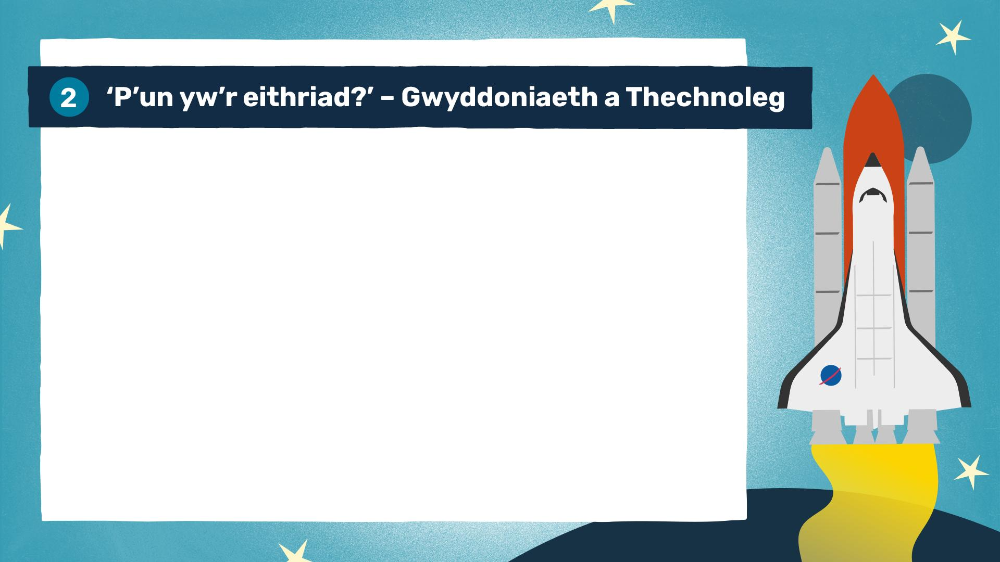 2 ‘P’un yw’r eithriad?’ – Gwyddoniaeth a Thechnoleg